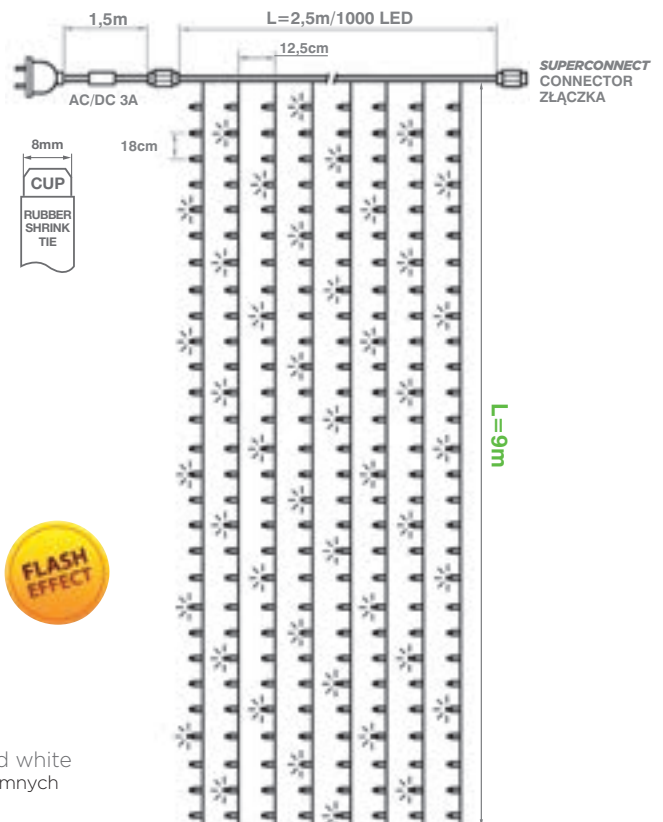 1,5m
L=2,5m/1000 LED
12,5cm
AC/DC 3A
SUPERCONNECT
CONNECTOR
ZŁĄCZKA
18cm
8mm
CUP
RUBBER
SHRINK
TIE
L=9m
FLASH
EFFECT
white